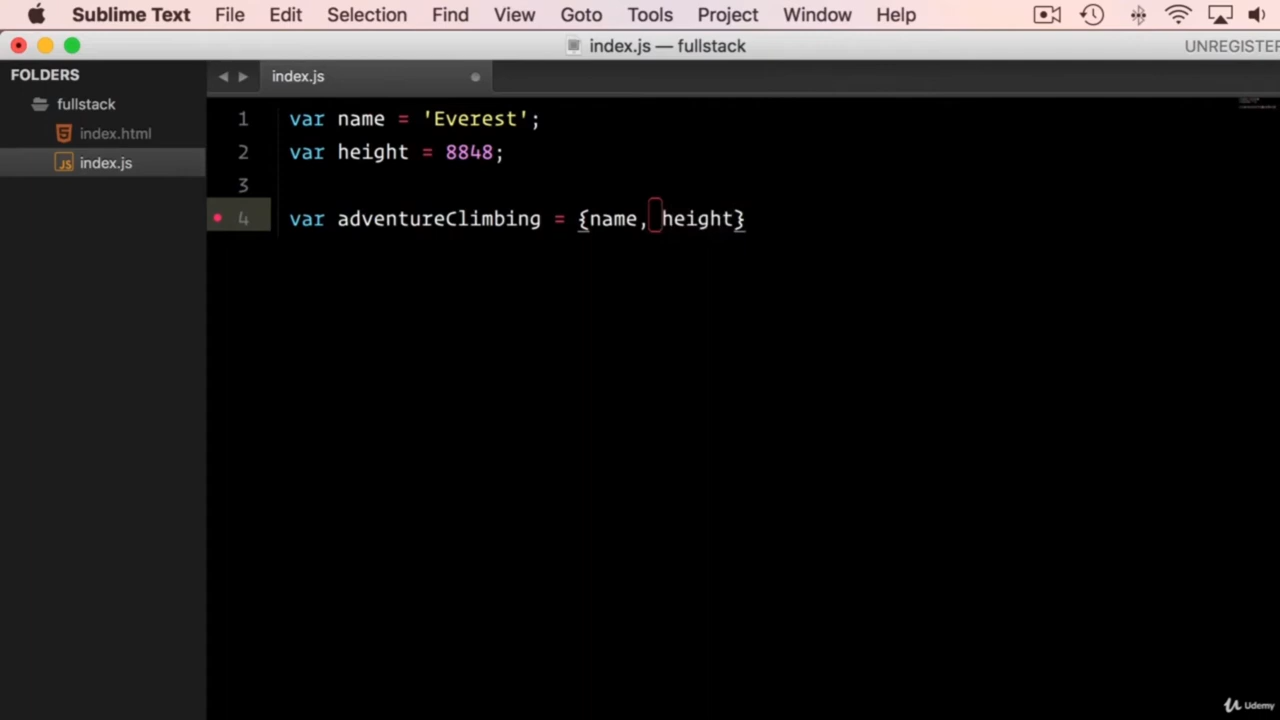 Sublime Text File Edit Selection Find View Goto Tools Project Window Help
index.js — fullstack UNREGISTER
FOLDERS
index.js
fullstack
index.html
JS index.js
1 var name = 'Everest';
2 var height = 8848;
3
4 var adventureClimbing = {name, height}
Udemy